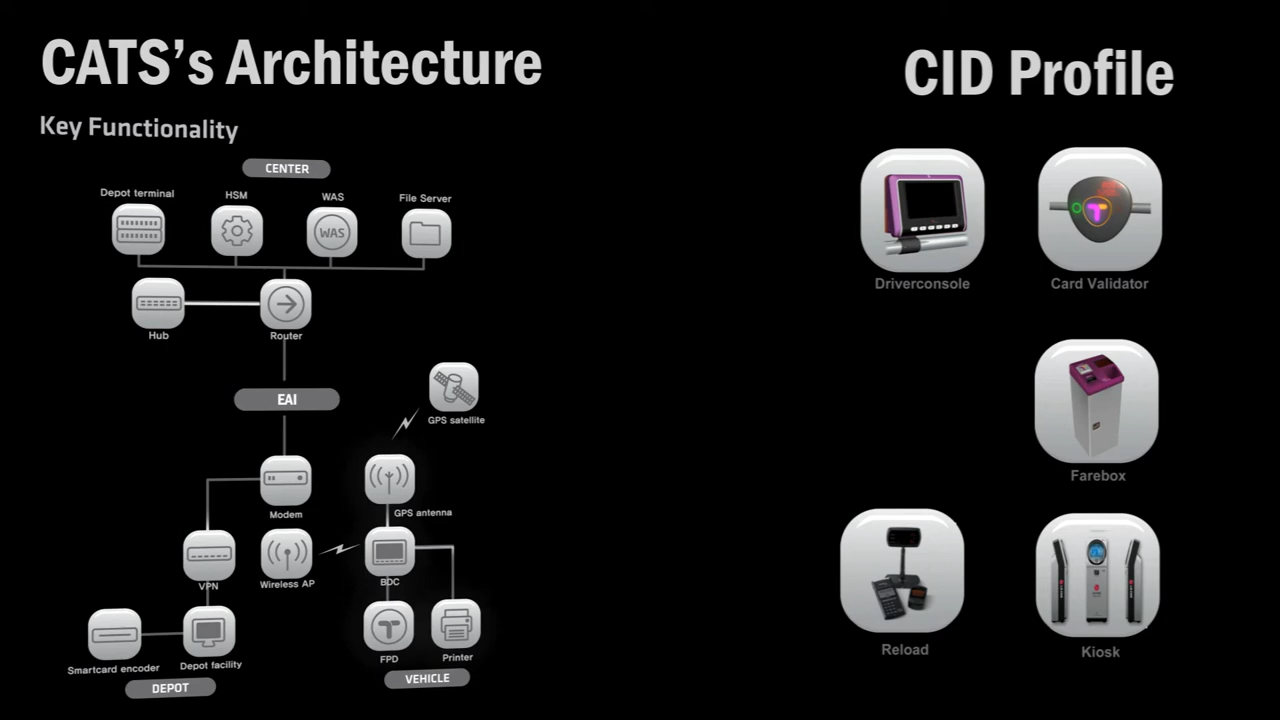 CATS's Architecture
Key Functionality
CENTER
Depot terminal
HSM
WAS
File Server
WAS
Hub
Router
EAI
GPS satellite
Modem
GPS antenna
VPN
Wireless AP
BDC
Smartcard encoder
Depot facility
FPD
Printer
DEPOT
VEHICLE
CID Profile
Driverconsole
Card Validator
Farebox
Reload
Kiosk